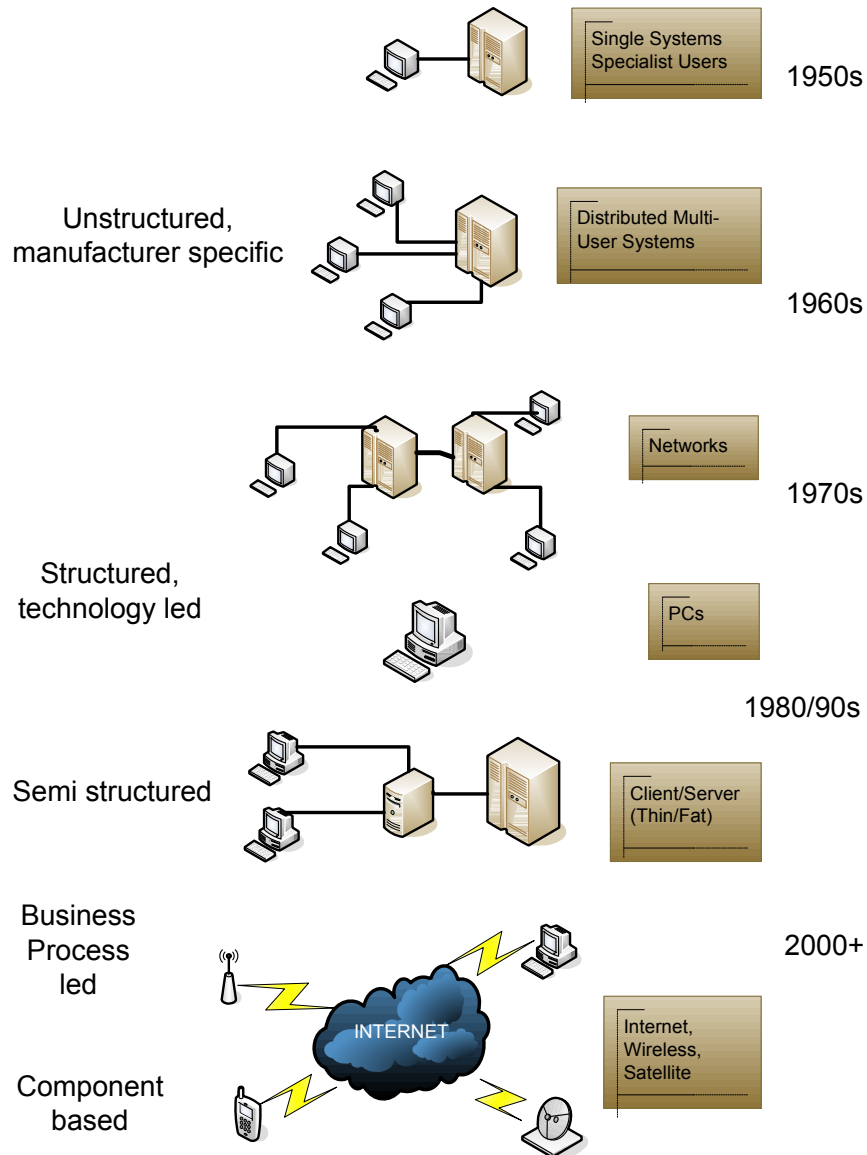 Single Systems
Specialist Users
1950s
Unstructured,
manufacturer specific
Distributed Multi-
User Systems
1960s
Networks
1970s
Structured,
technology led
PCs
1980/90s
Semi structured
Client/Server
(Thin/Fat)
Business
Process
led
2000+
INTERNET
Internet,
Wireless,
Satellite
Component
based